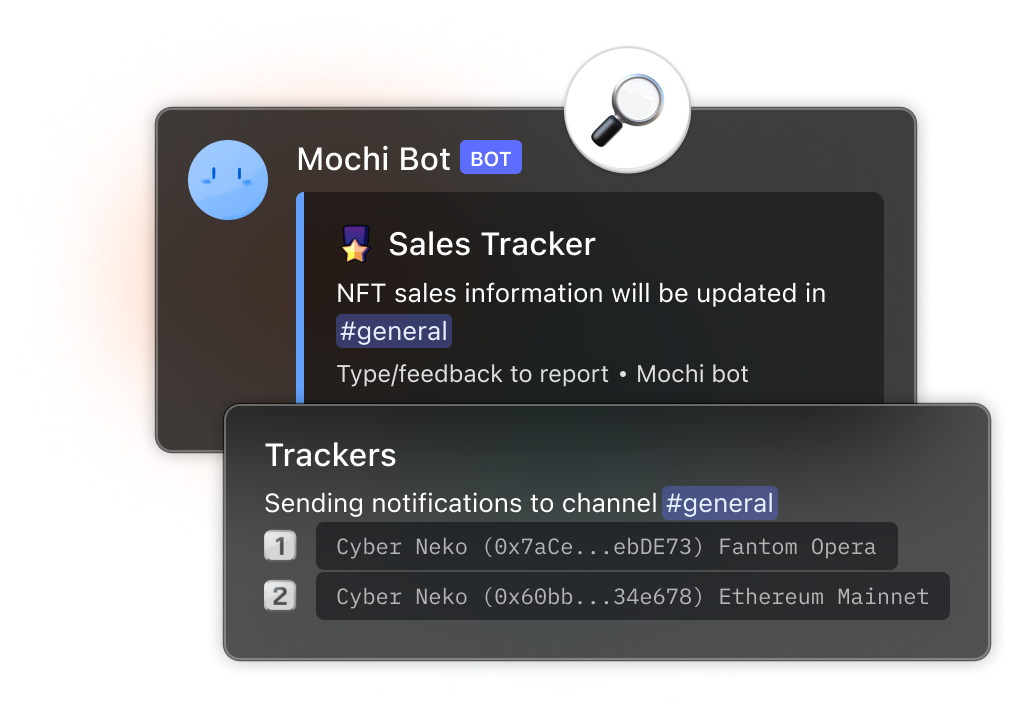 Mochi Bot BOT
Sales Tracker
NFT sales information will be updated in
#general
Type/feedback to report • Mochi bot
Trackers
Sending notifications to channel #general
1 Cyber Neko (0x7aCe...ebDE73) Fantom Opera
2 Cyber Neko (0x60bb...34e678) Ethereum Mainnet